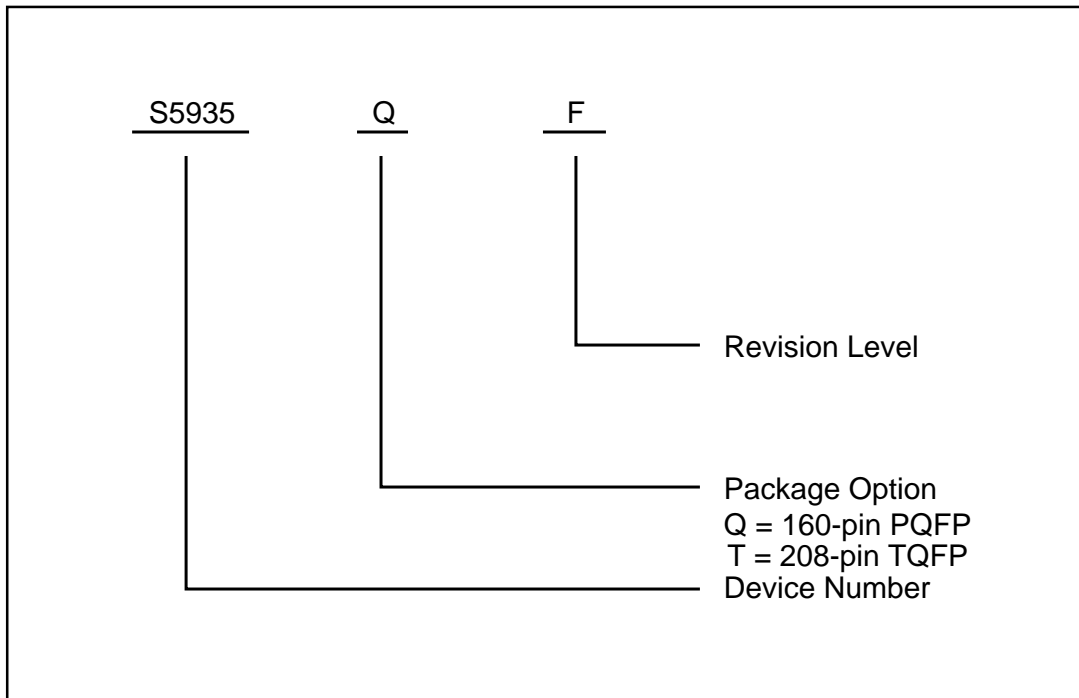 S5935 Q F
Revision Level
Package Option
Q = 160-pin PQFP
T = 208-pin TQFP
Device Number